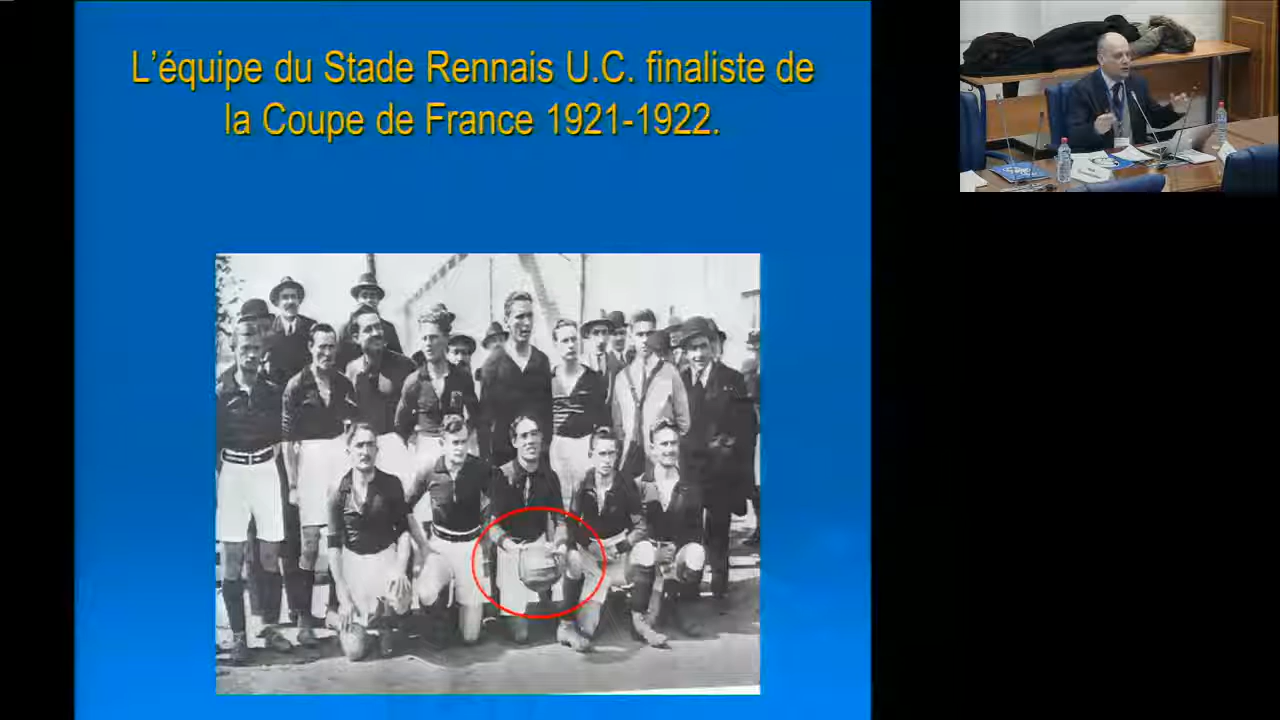 L’équipe du Stade Rennais U.C. finaliste de
la Coupe de France 1921-1922.